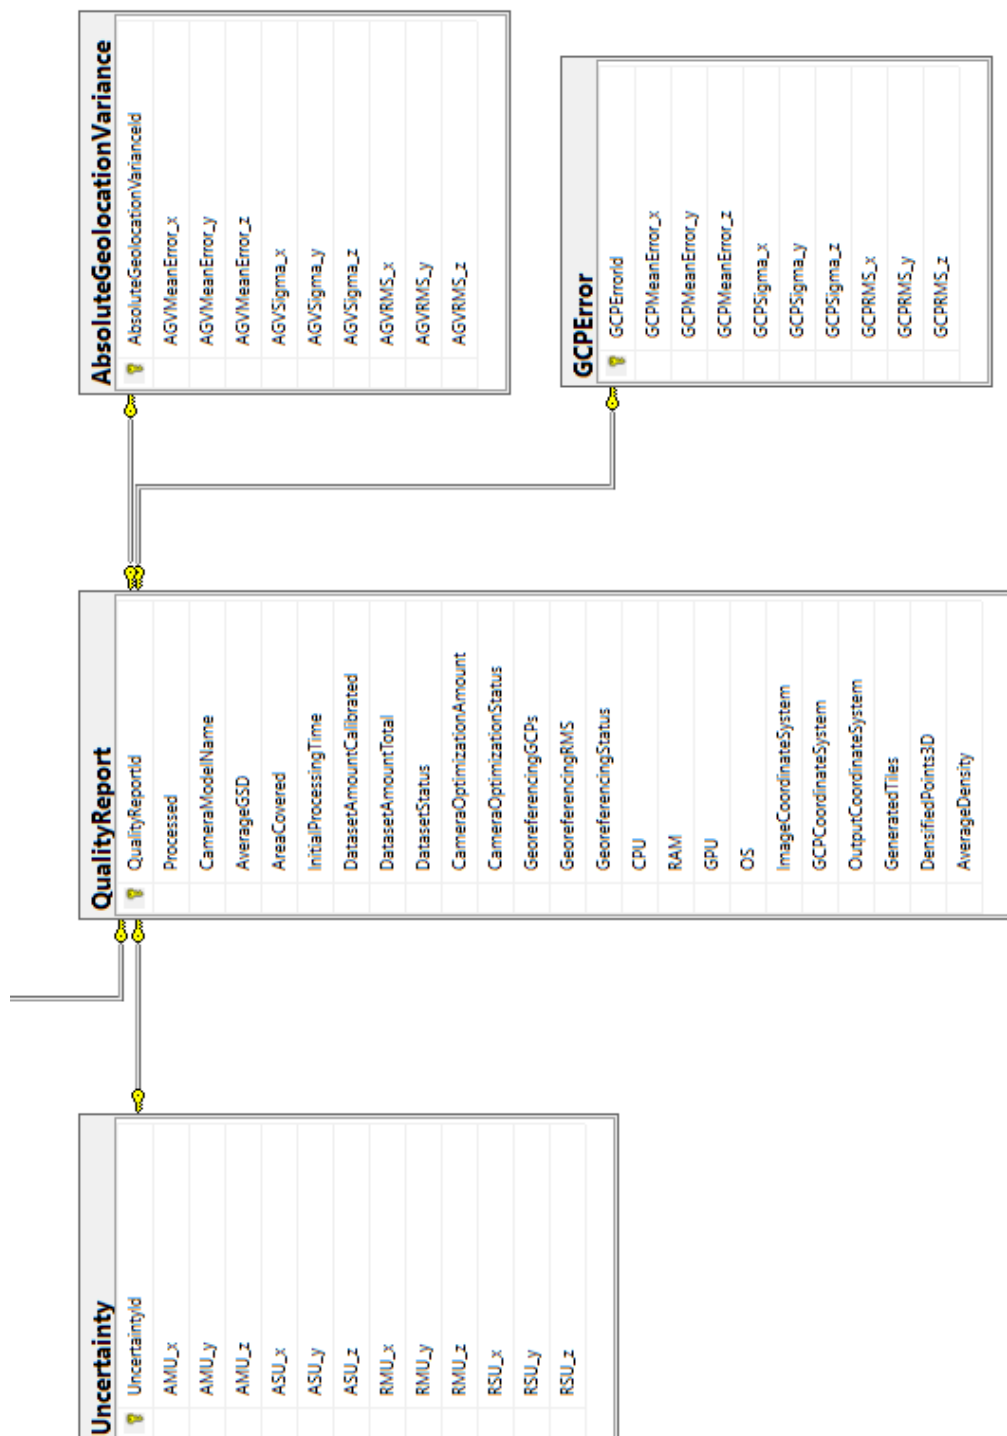 Uncertainty
UncertaintyId
AMU_x
AMU_y
AMU_z
ASU_x
ASU_y
ASU_z
RMU_x
RMU_y
RMU_z
RSU_x
RSU_y
RSU_z
QualityReport
QualityReportId
Processed
CameraModelName
AverageGSD
AreaCovered
InitialProcessingTime
DatasetAmountCalibrated
DatasetAmountTotal
DatasetStatus
CameraOptimizationAmount
CameraOptimizationStatus
GeoreferencingGCPs
GeoreferencingRMS
GeoreferencingStatus
CPU
RAM
GPU
OS
ImageCoordinateSystem
GCPCoordinateSystem
OutputCoordinateSystem
GeneratedTiles
DensifiedPoints3D
AverageDensity
AbsoluteGeolocationVariance
AbsoluteGeolocationVarianceId
AGVMeanError_x
AGVMeanError_y
AGVMeanError_z
AGVSigma_x
AGVSigma_y
AGVSigma_z
AGVRMS_x
AGVRMS_y
AGVRMS_z
GCPError
GCPErrorId
GCPMeanError_x
GCPMeanError_y
GCPMeanError_z
GCPSigma_x
GCPSigma_y
GCPSigma_z
GCPRMS_x
GCPRMS_y
GCPRMS_z